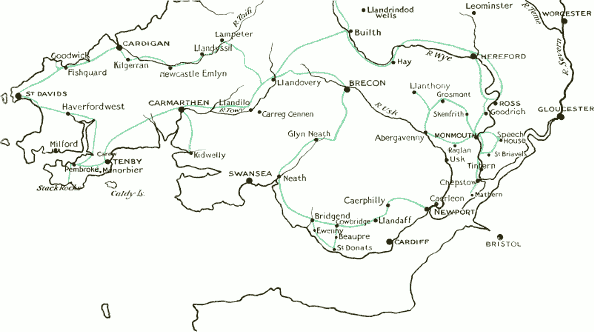 Llandrindod
wells
Leominster
R Teme
WORCESTER
R Severn
R Teifi
Lampeter
CARDIGAN
Goodwick
Fishguard
Kilgerran
newcastle Emlyn
Llandyssil
Builth
R Wye
Hay
HEREFORD
ST DAVIDS
Haverfordwest
CARMARTHEN
Llandilo
R Towy
Llandovery
Carreg Cennen
BRECON
R Usk
Llanthony
Grosmont
Skenfrith
ROSS
Goodrich
GLOUCESTER
Milford
Pembroke
Carew
TENBY
Manorbier
Stack Rocks
Caldy Is.
Kidwelly
Glyn Neath
Abergavenny
MONMOUTH
Raglan
Usk
Speech
House
St Briavels
Tintern
Chepstow
Mathern
SWANSEA
Neath
Caerphilly
Caerleon
NEWPORT
Bridgend
Cowbridge
Llandaff
Ewenny
Beaupre
St Donats
CARDIFF
BRISTOL